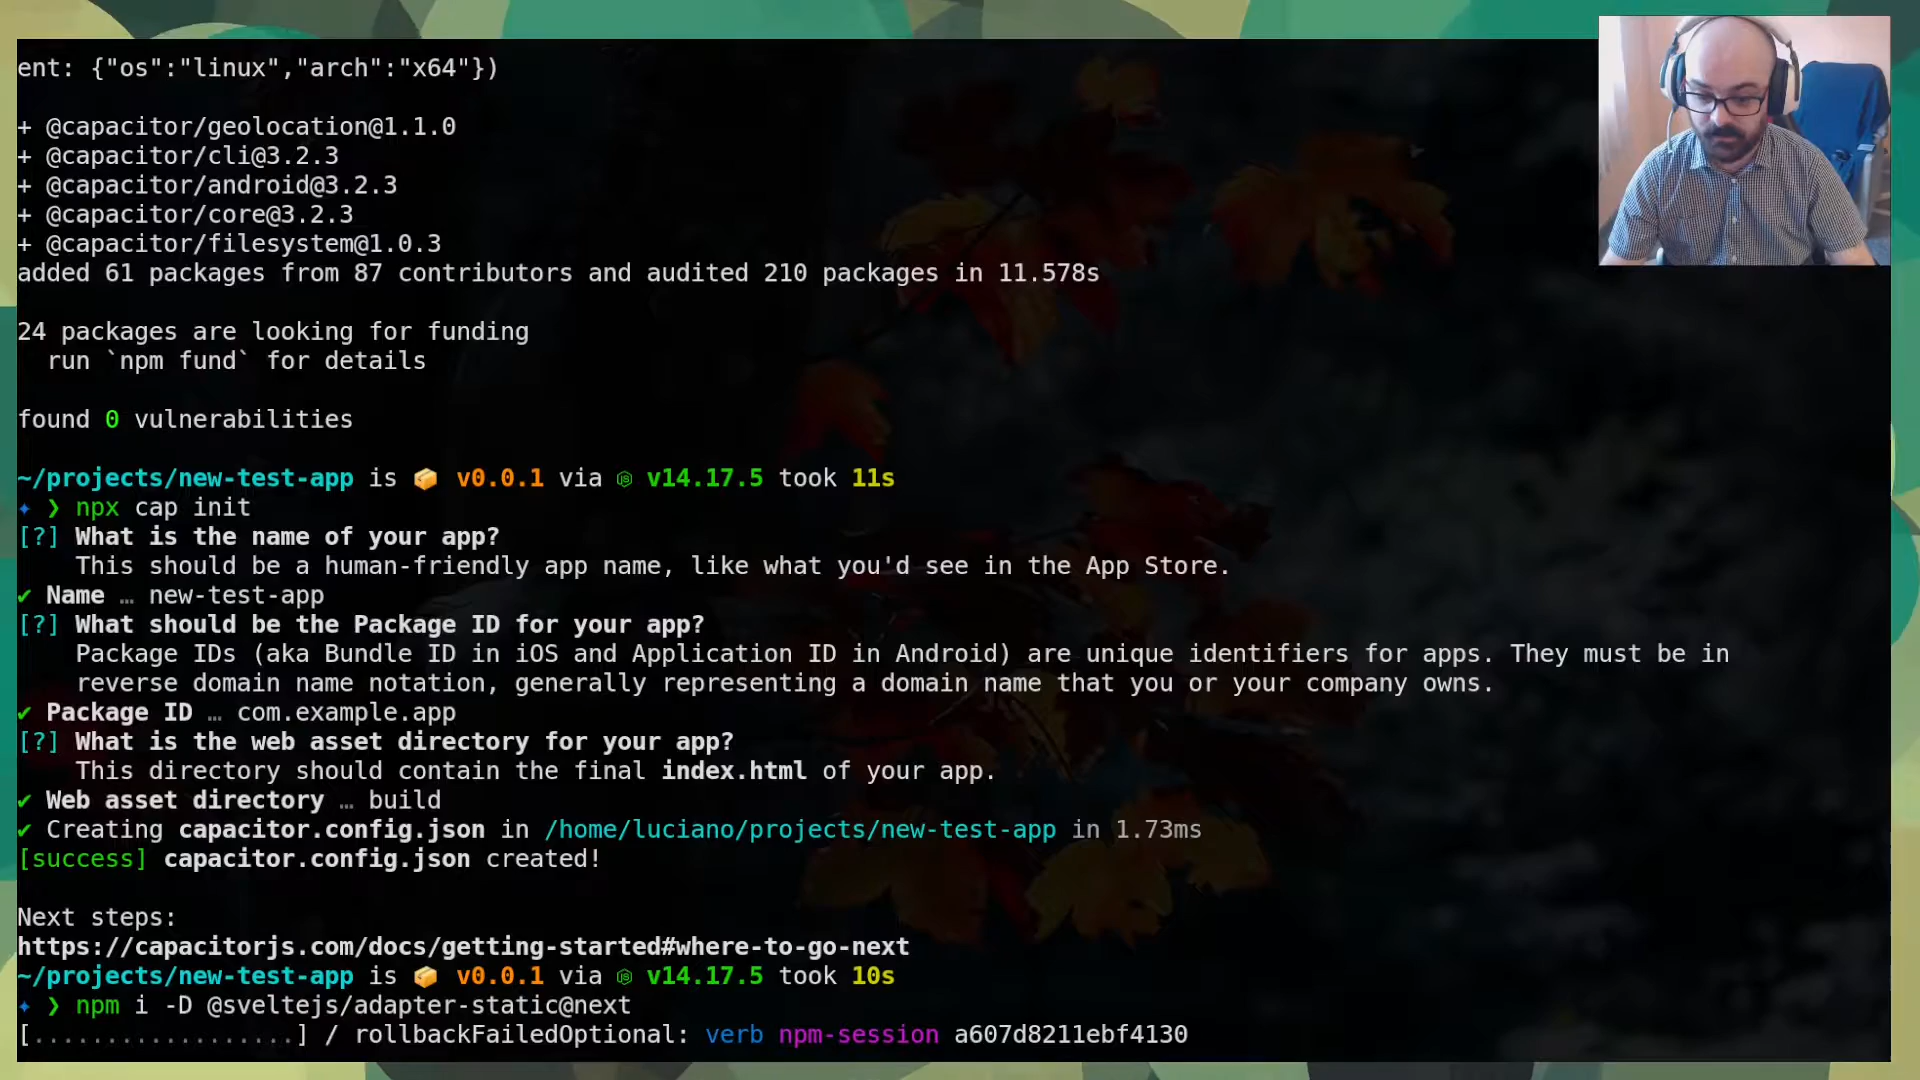 ent: {"os":"linux","arch":"x64"})
+ @capacitor/geolocation@1.1.0
+ @capacitor/cli@3.2.3
+ @capacitor/android@3.2.3
+ @capacitor/core@3.2.3
+ @capacitor/filesystem@1.0.3
added 61 packages from 87 contributors and audited 210 packages in 11.578s
24 packages are looking for funding
run `npm fund` for details
found 0 vulnerabilities
~/projects/new-test-app is 📦 v0.0.1 via ⬢ v14.17.5 took 11s
✦ ❯ npx cap init
[?] What is the name of your app?
This should be a human-friendly app name, like what you'd see in the App Store.
✔ Name … new-test-app
[?] What should be the Package ID for your app?
Package IDs (aka Bundle ID in iOS and Application ID in Android) are unique identifiers for apps. They must be in
reverse domain name notation, generally representing a domain name that you or your company owns.
✔ Package ID … com.example.app
[?] What is the web asset directory for your app?
This directory should contain the final index.html of your app.
✔ Web asset directory … build
✔ Creating capacitor.config.json in /home/luciano/projects/new-test-app in 1.73ms
[success] capacitor.config.json created!
Next steps:
https://capacitorjs.com/docs/getting-started#where-to-go-next
~/projects/new-test-app is 📦 v0.0.1 via ⬢ v14.17.5 took 10s
✦ ❯ npm i -D @sveltejs/adapter-static@next
[..................] / rollbackFailedOptional: verb npm-session a607d8211ebf4130